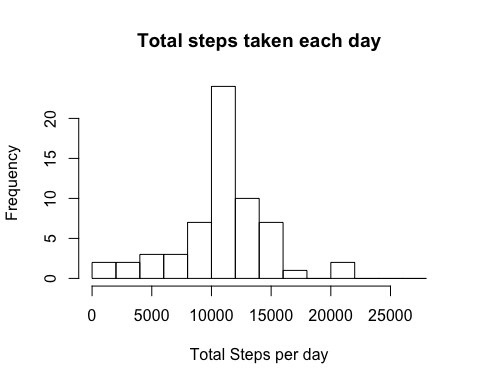 Total steps taken each day
Frequency
20
15
10
5
0
0 5000 10000 15000 20000 25000
Total Steps per day